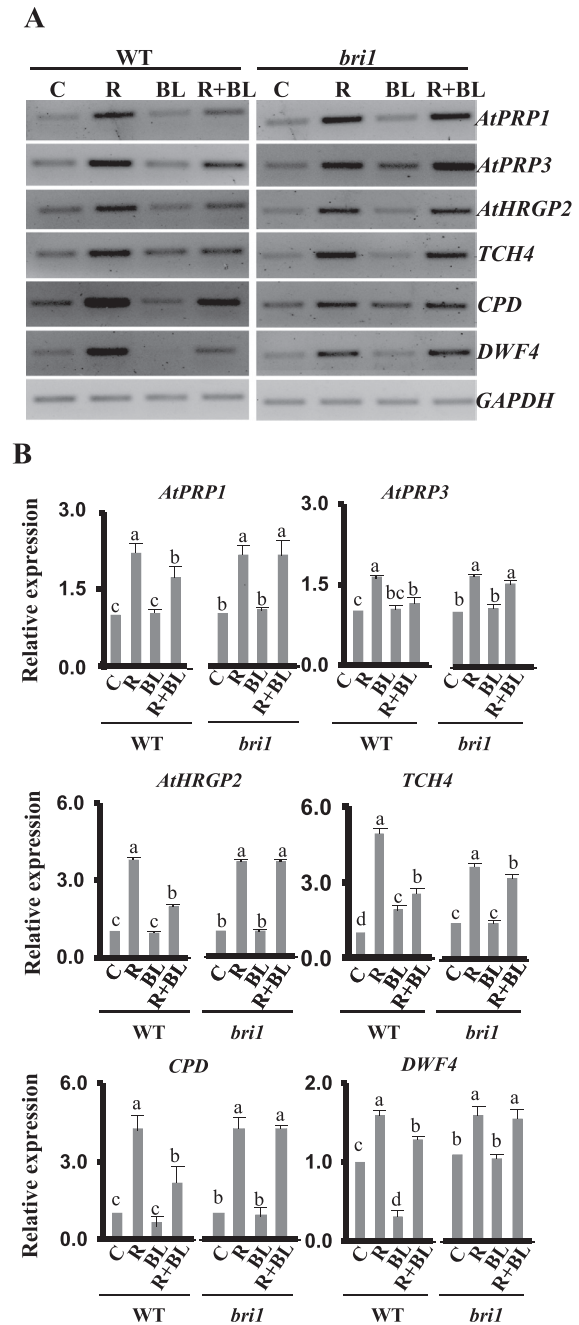 A
WT bri1
C R BL R+BL C R BL R+BL
AtPRP1
AtPRP3
AtHRGP2
TCH4
CPD
DWF4
GAPDH
B
AtPRP1 AtPRP3
Relative expression
3.0
1.5
0.0
c a c b b a b a
C R BL R+BL C R BL R+BL
WT bri1
3.0
1.5
0.0
c a bc b b a b a
C R BL R+BL C R BL R+BL
WT bri1
AtHRGP2 TCH4
Relative expression
6.0
3.0
0.0
c a c b b a b a
C R BL R+BL C R BL R+BL
WT bri1
6.0
3.0
0.0
d a c b c a c b
C R BL R+BL C R BL R+BL
WT bri1
CPD DWF4
Relative expression
6.0
3.0
0.0
c a c b b a b a
C R BL R+BL C R BL R+BL
WT bri1
2.0
1.0
0.0
c a d b b a b a
C R BL R+BL C R BL R+BL
WT bri1